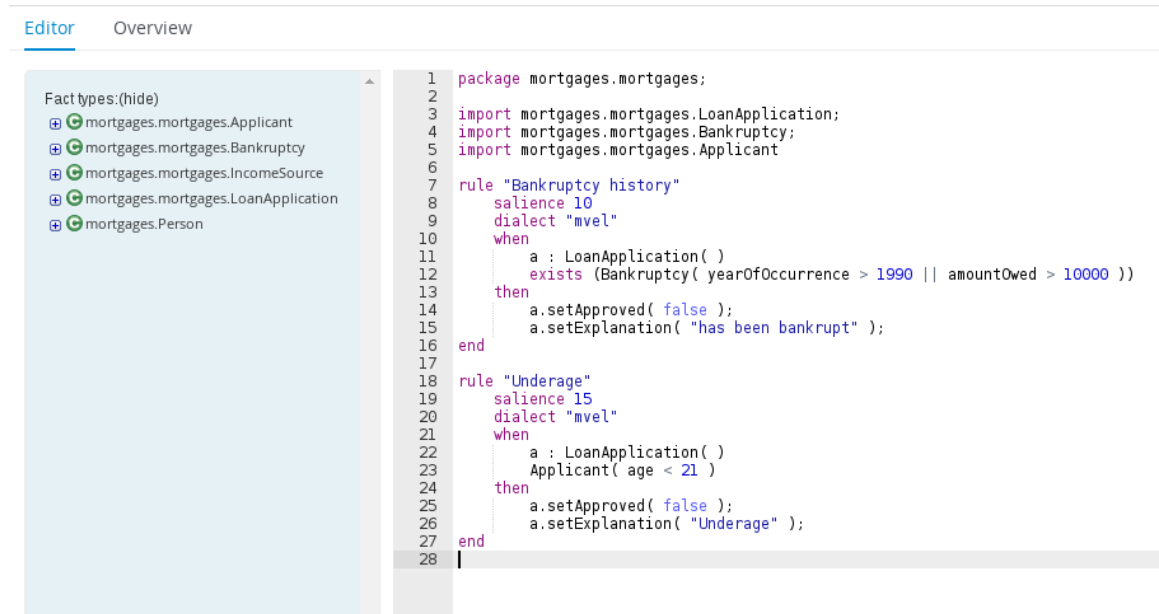 Editor Overview
Fact types:(hide)
mortgages.mortgages.Applicant
mortgages.mortgages.Bankruptcy
mortgages.mortgages.IncomeSource
mortgages.mortgages.LoanApplication
mortgages.Person
1 package mortgages.mortgages;
2
3 import mortgages.mortgages.LoanApplication;
4 import mortgages.mortgages.Bankruptcy;
5 import mortgages.mortgages.Applicant
6
7 rule "Bankruptcy history"
8 salience 10
9 dialect "mvel"
10 when
11 a : LoanApplication( )
12 exists (Bankruptcy( yearOfOccurrence > 1990 || amountOwed > 10000 ))
13 then
14 a.setApproved( false );
15 a.setExplanation( "has been bankrupt" );
16 end
17
18 rule "Underage"
19 salience 15
20 dialect "mvel"
21 when
22 a : LoanApplication( )
23 Applicant( age < 21 )
24 then
25 a.setApproved( false );
26 a.setExplanation( "Underage" );
27 end
28